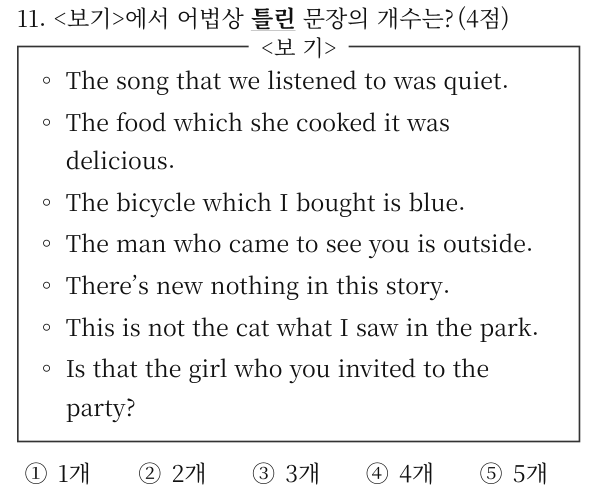 11. <보기>에서 어법상 틀린 문장의 개수는? (4점)
<보 기>
◦ The song that we listened to was quiet.
◦ The food which she cooked it was
delicious.
◦ The bicycle which I bought is blue.
◦ The man who came to see you is outside.
◦ There’s new nothing in this story.
◦ This is not the cat what I saw in the park.
◦ Is that the girl who you invited to the
party?
① 1개 ② 2개 ③ 3개 ④ 4개 ⑤ 5개